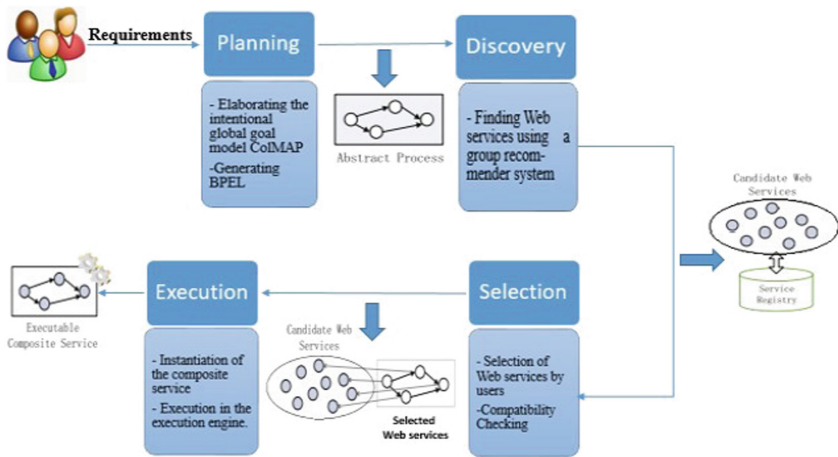 Requirements
Planning
- Elaborating the
intentional
global goal
model ColMAP
-Generating
BPEL
Abstract Process
Discovery
- Finding Web
services using a
group recom-
mender system
Candidate Web
Services
Service
Registry
Selection
- Selection of
Web services by
users
-Compatibility
Checking
Candidate Web
Services
Selected
Web services
Execution
- Instantiation of
the composite
service
- Execution in the
execution engine.
Executable
Composite Service